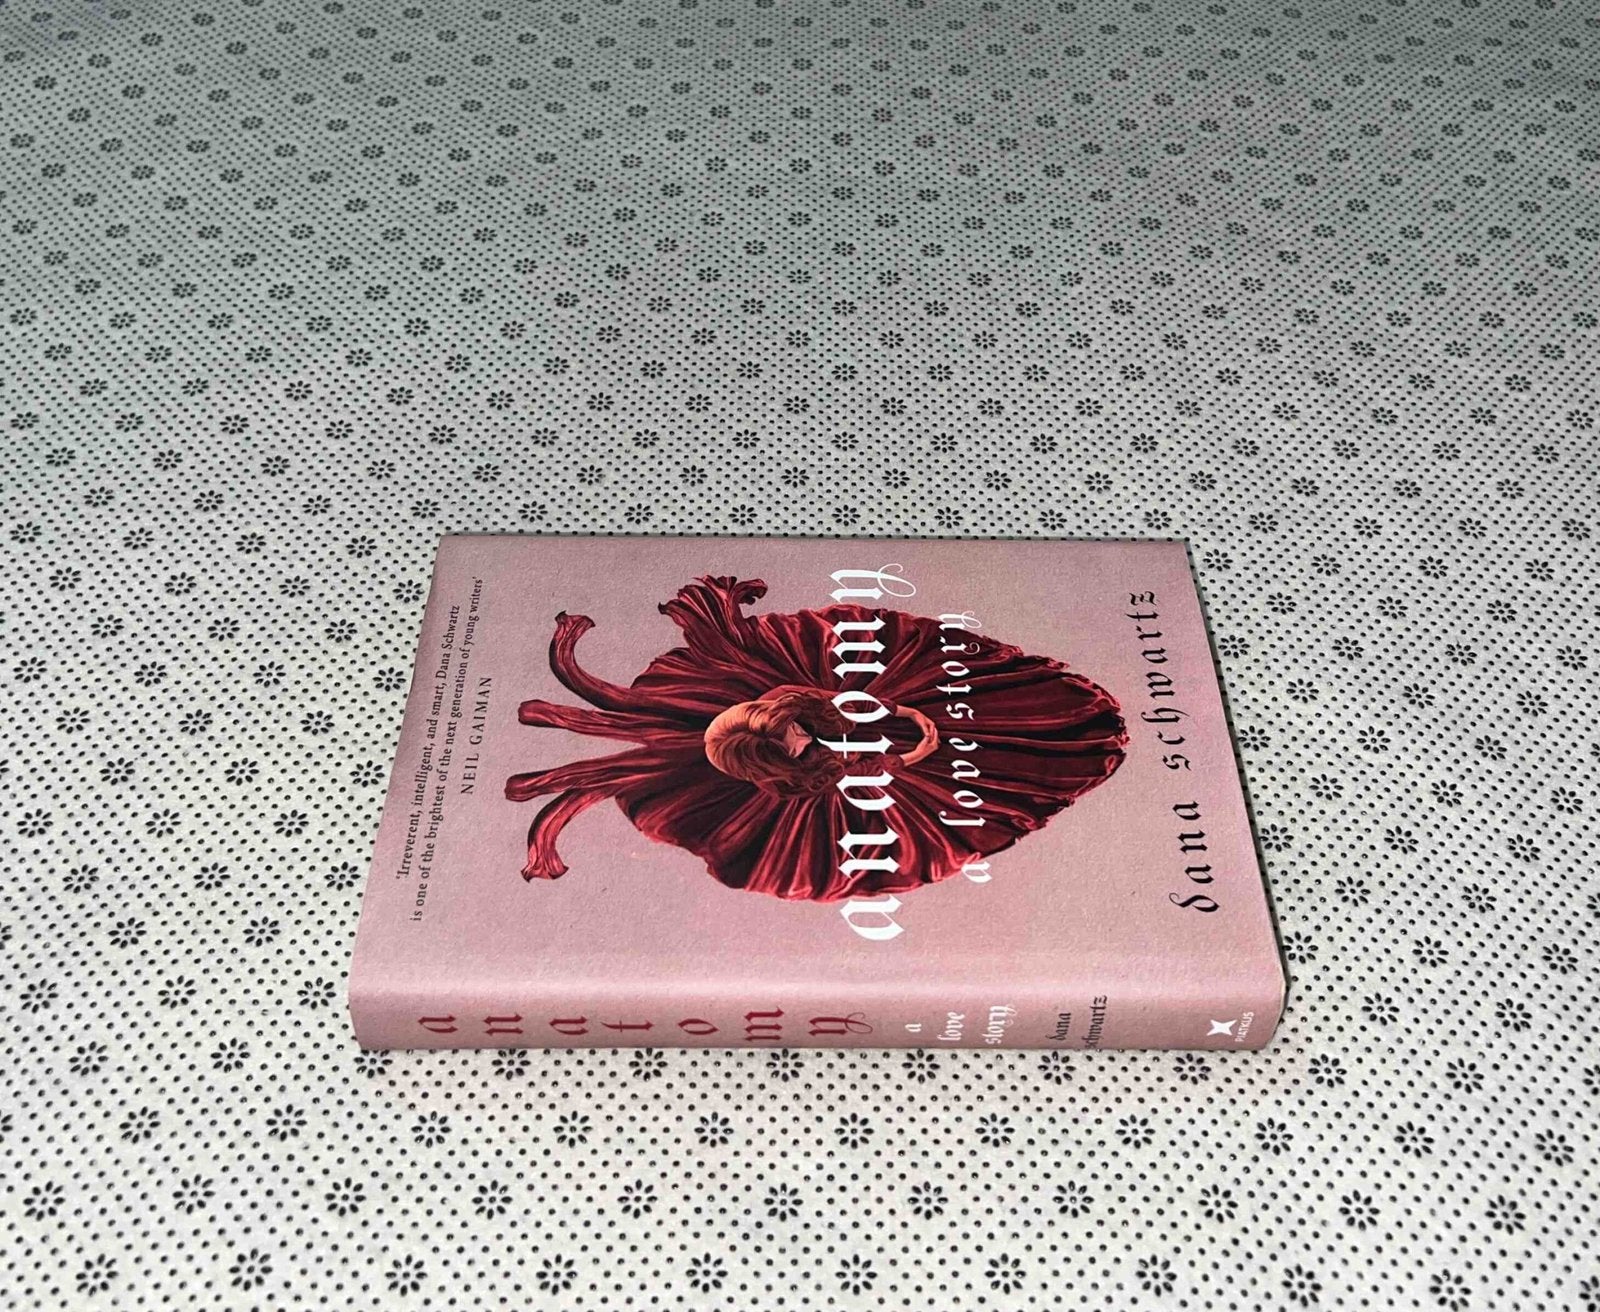 'Irreverent, intelligent, and smart, Dana Schwartz
is one of the brightest of the next generation of young writers'
NEIL GAIMAN
anatomy
a love story
dana schwartz
anatomy
a
love
story
dana
schwartz
PIATKUS